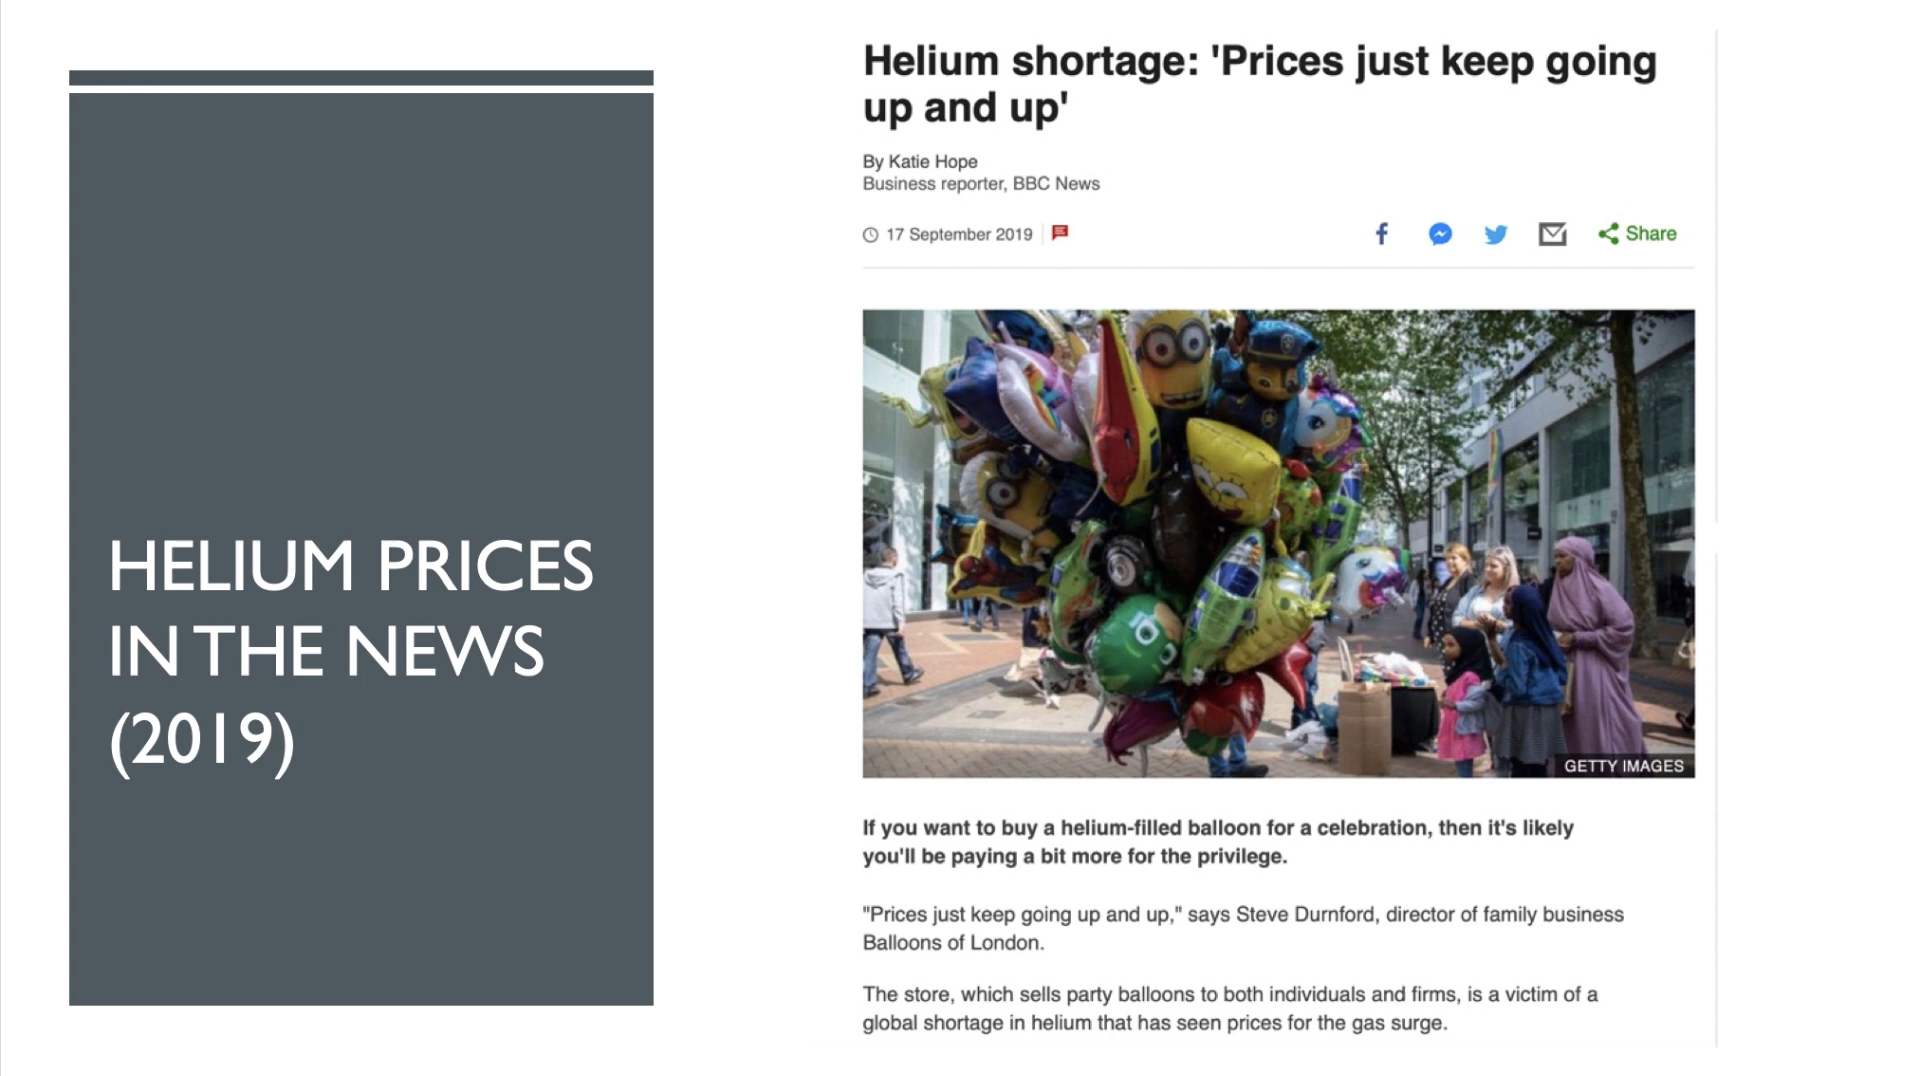 HELIUM PRICES
IN THE NEWS
(2019)
Helium shortage: 'Prices just keep going
up and up'
By Katie Hope
Business reporter, BBC News
17 September 2019
Share
GETTY IMAGES
If you want to buy a helium-filled balloon for a celebration, then it's likely
you'll be paying a bit more for the privilege.
"Prices just keep going up and up," says Steve Durnford, director of family business
Balloons of London.
The store, which sells party balloons to both individuals and firms, is a victim of a
global shortage in helium that has seen prices for the gas surge.